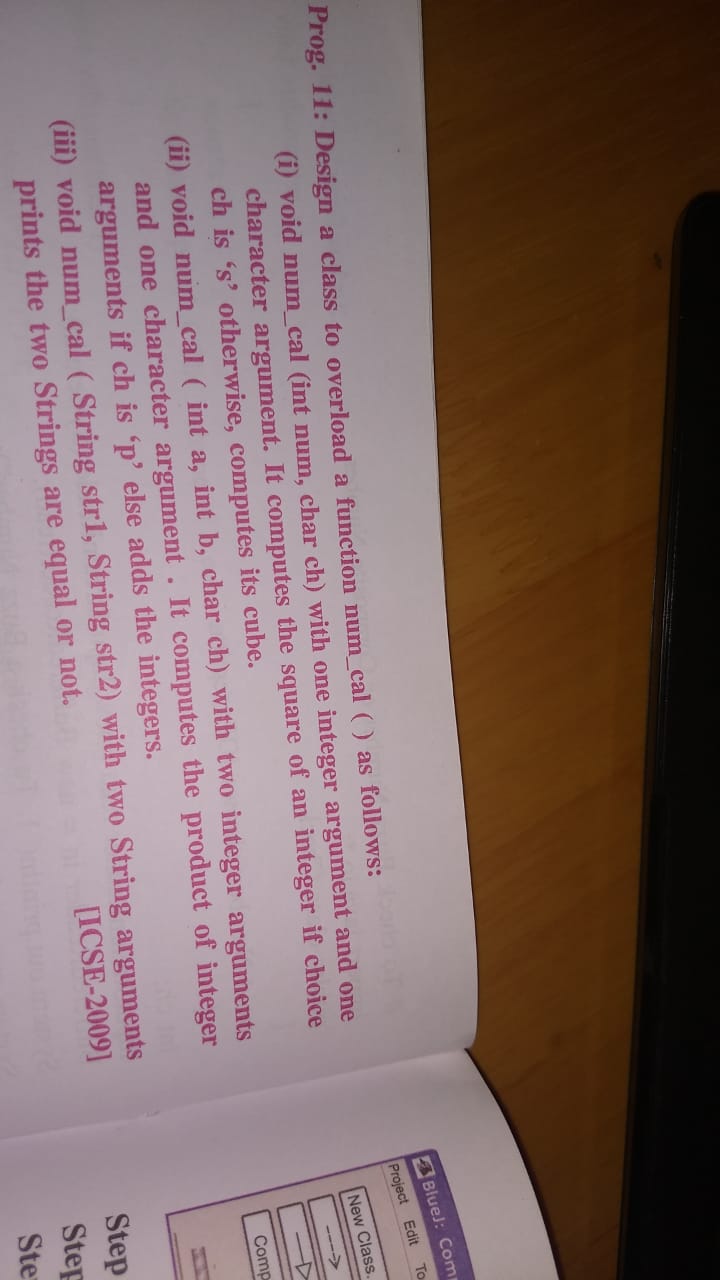 Prog. 11: Design a class to overload a function num_cal ( ) as follows:
(i) void num_cal (int num, char ch) with one integer argument and one
character argument. It computes the square of an integer if choice
ch is ‘s’ otherwise, computes its cube.
(ii) void num_cal ( int a, int b, char ch) with two integer arguments
and one character argument . It computes the product of integer
arguments if ch is ‘p’ else adds the integers.
(iii) void num_cal ( String str1, String str2) with two String arguments
prints the two Strings are equal or not.
[ICSE-2009]
BlueJ: Com
Project Edit To
New Class.
Comp
Step
Step
Ste